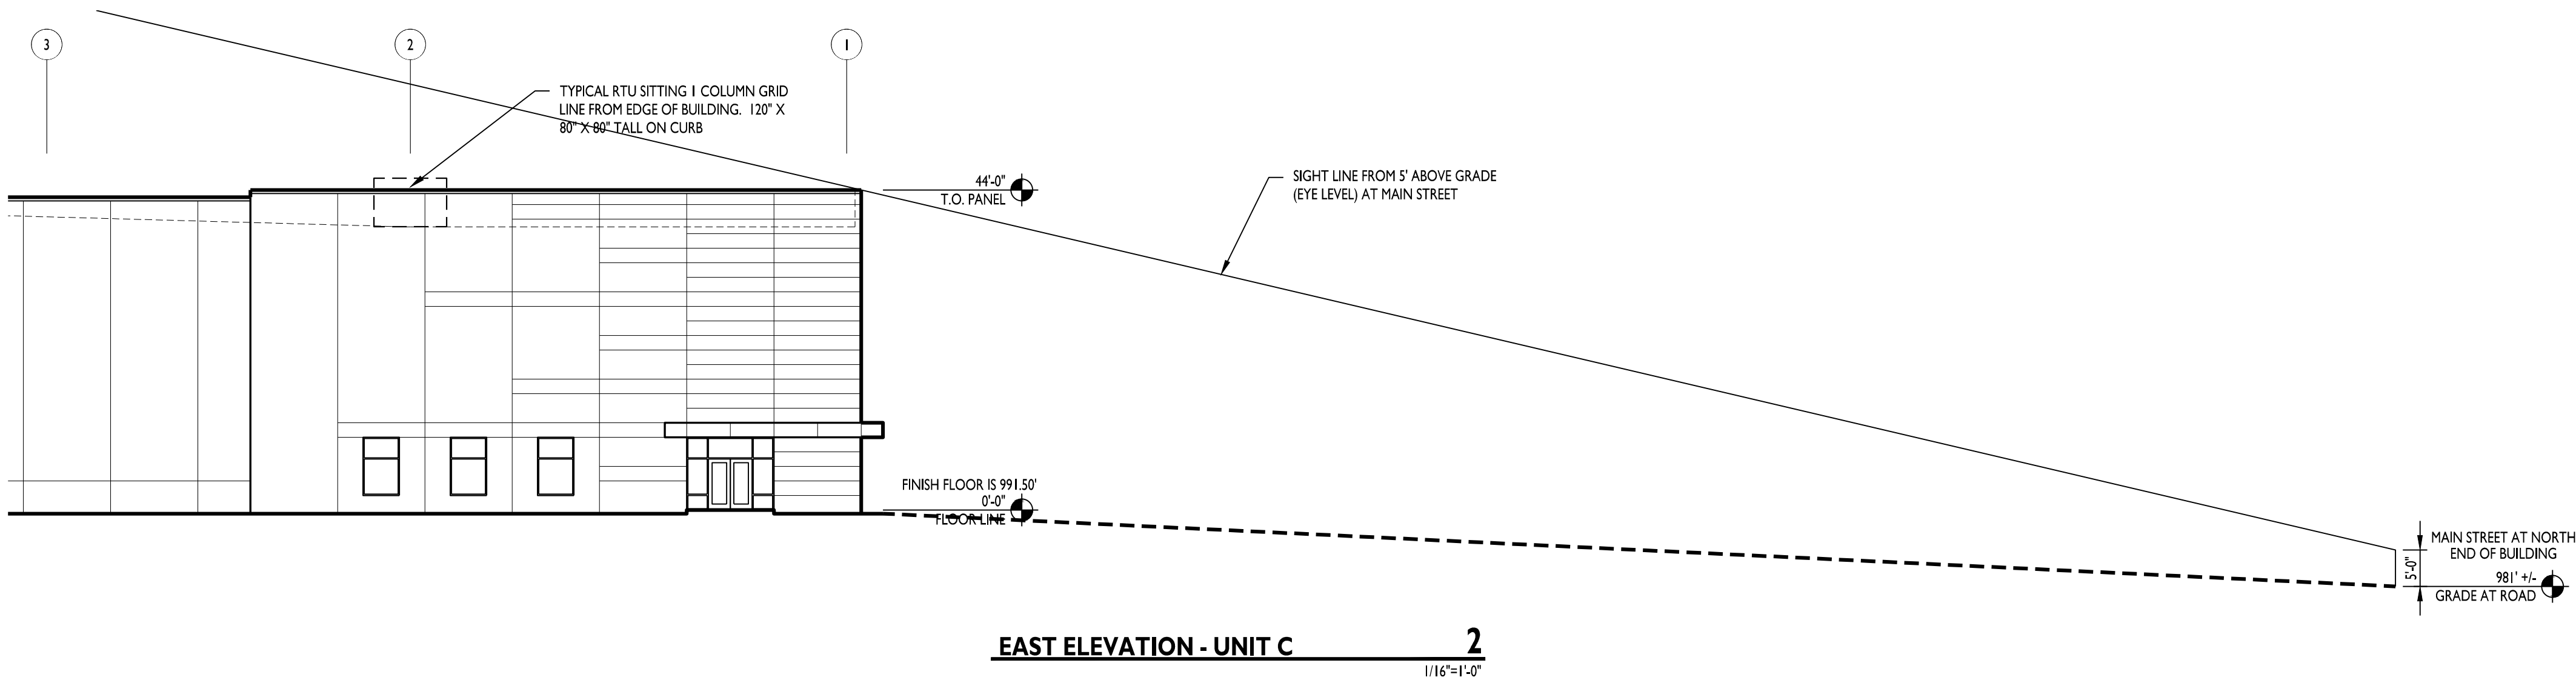 3
2
1
TYPICAL RTU SITTING 1 COLUMN GRID
LINE FROM EDGE OF BUILDING. 120" X
80" X 80" TALL ON CURB
44'-0"
T.O. PANEL
SIGHT LINE FROM 5' ABOVE GRADE
(EYE LEVEL) AT MAIN STREET
FINISH FLOOR IS 991.50'
0'-0"
FLOOR LINE
5'-0"
MAIN STREET AT NORTH
END OF BUILDING
981' +/-
GRADE AT ROAD
EAST ELEVATION - UNIT C
2
1/16"=1'-0"